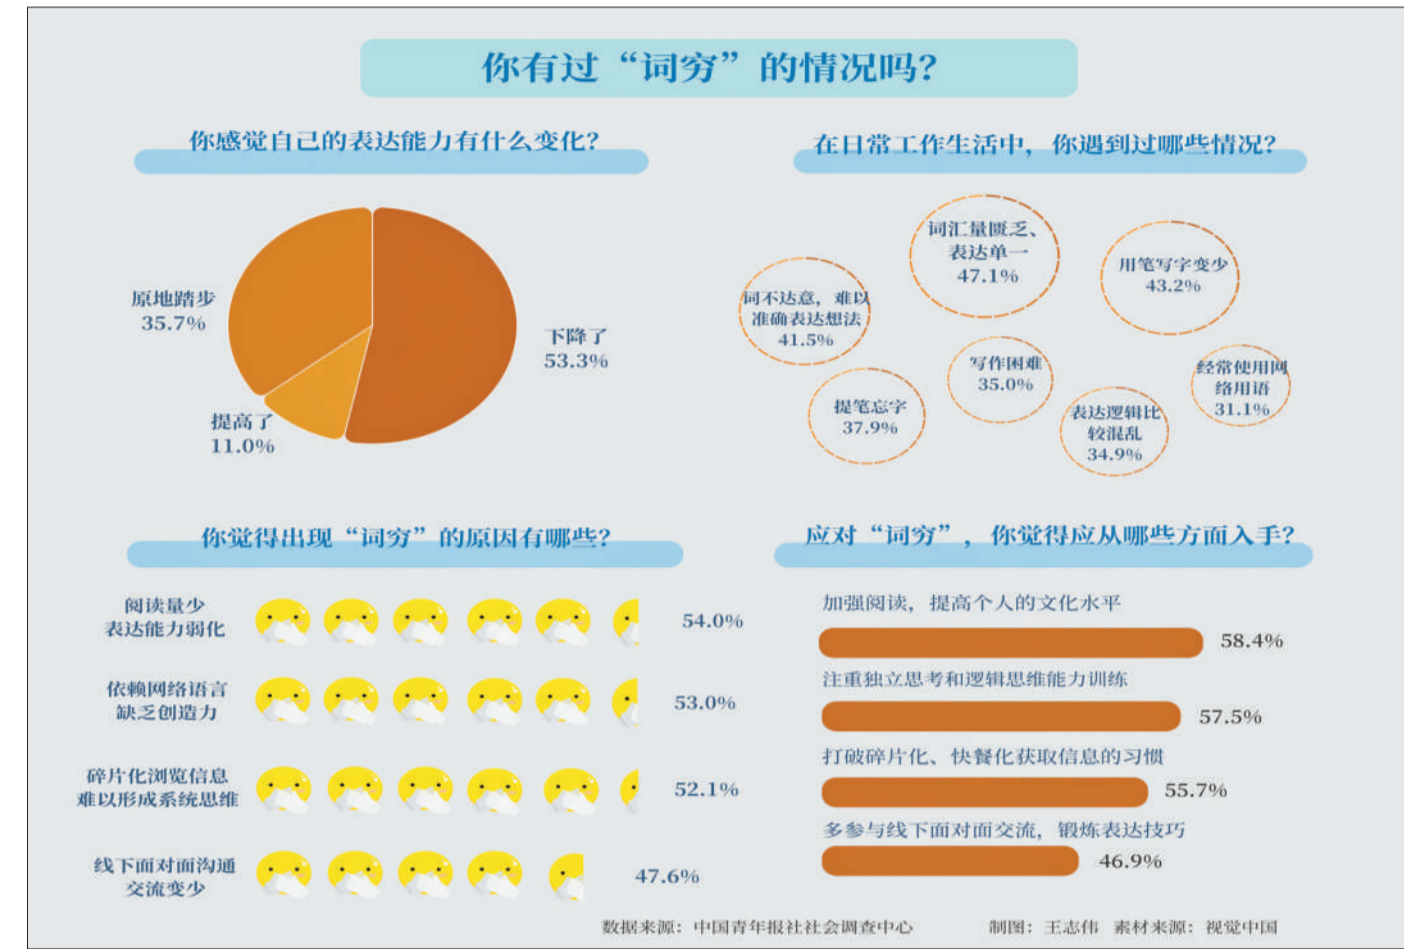 你有过“词穷”的情况吗？
你感觉自己的表达能力有什么变化？
原地踏步
35.7%
下降了
53.3%
提高了
11.0%
在日常工作生活中，你遇到过哪些情况？
词汇量匮乏、
表达单一
47.1%
用笔写字变少
43.2%
词不达意，难以
准确表达想法
41.5%
写作困难
35.0%
经常使用网
络用语
31.1%
提笔忘字
37.9%
表达逻辑比
较混乱
34.9%
你觉得出现“词穷”的原因有哪些？
阅读量少
表达能力弱化
54.0%
依赖网络语言
缺乏创造力
53.0%
碎片化浏览信息
难以形成系统思维
52.1%
线下面对面沟通
交流变少
47.6%
应对“词穷”，你觉得应从哪些方面入手？
加强阅读，提高个人的文化水平
58.4%
注重独立思考和逻辑思维能力训练
57.5%
打破碎片化、快餐化获取信息的习惯
55.7%
多参与线下面对面交流，锻炼表达技巧
46.9%
数据来源：中国青年报社社会调查中心
制图：王志伟 素材来源：视觉中国